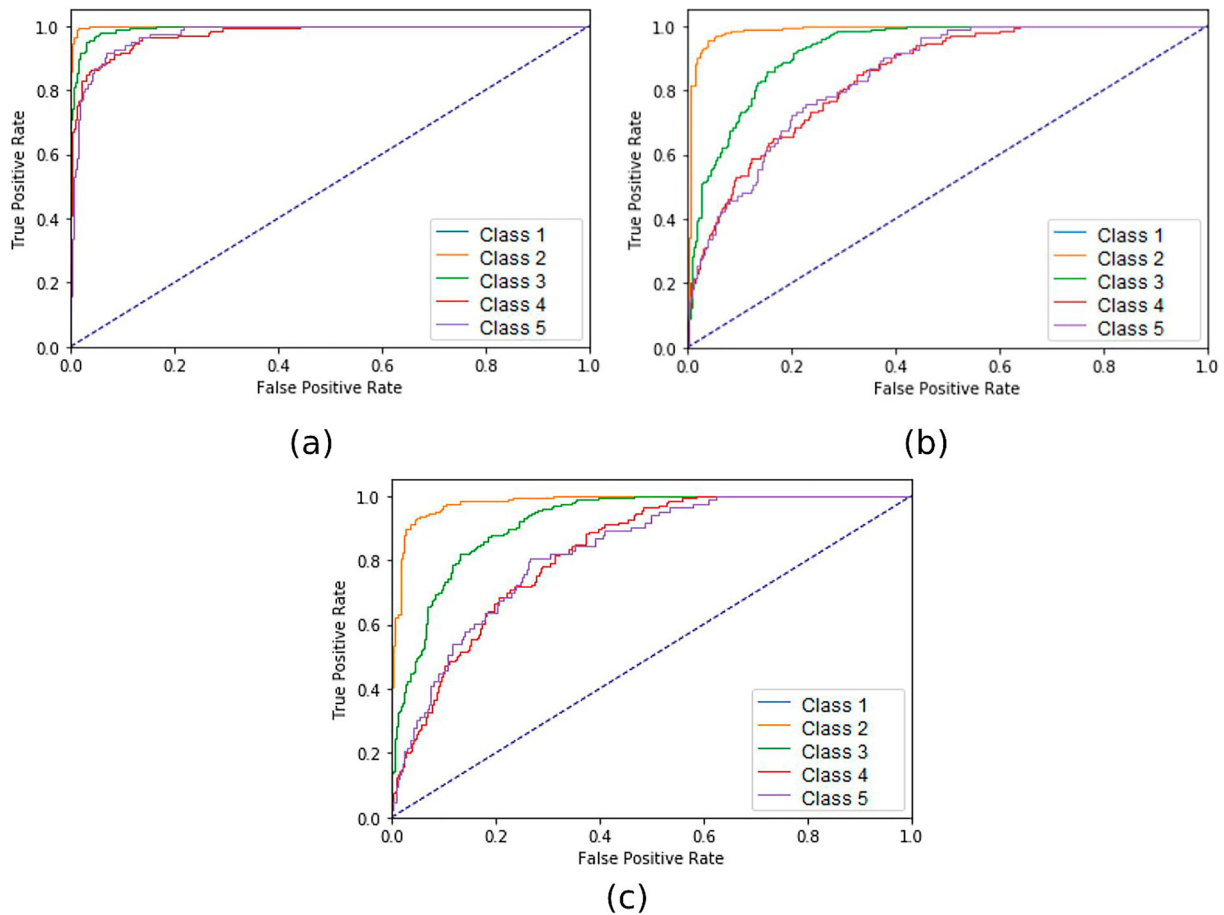 1.0
0.8
0.6
0.4
0.2
0.0
True Positive Rate
0.0 0.2 0.4 0.6 0.8 1.0
False Positive Rate
Class 1
Class 2
Class 3
Class 4
Class 5
(a)
1.0
0.8
0.6
0.4
0.2
0.0
True Positive Rate
0.0 0.2 0.4 0.6 0.8 1.0
False Positive Rate
Class 1
Class 2
Class 3
Class 4
Class 5
(b)
1.0
0.8
0.6
0.4
0.2
0.0
True Positive Rate
0.0 0.2 0.4 0.6 0.8 1.0
False Positive Rate
Class 1
Class 2
Class 3
Class 4
Class 5
(c)